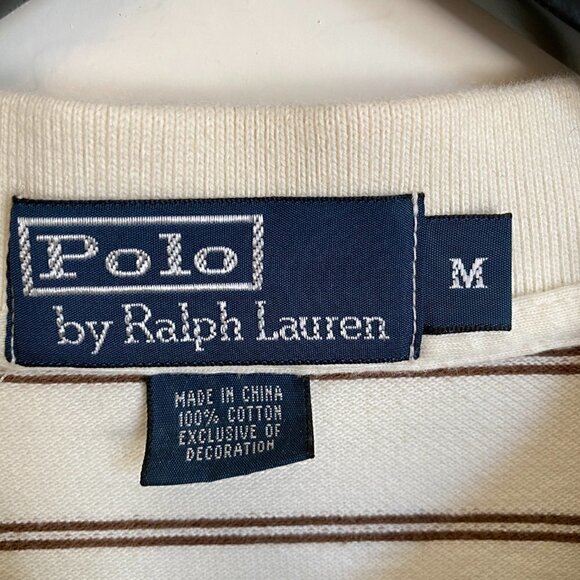 Polo
by Ralph Lauren
M
MADE IN CHINA
100% COTTON
EXCLUSIVE OF
DECORATION